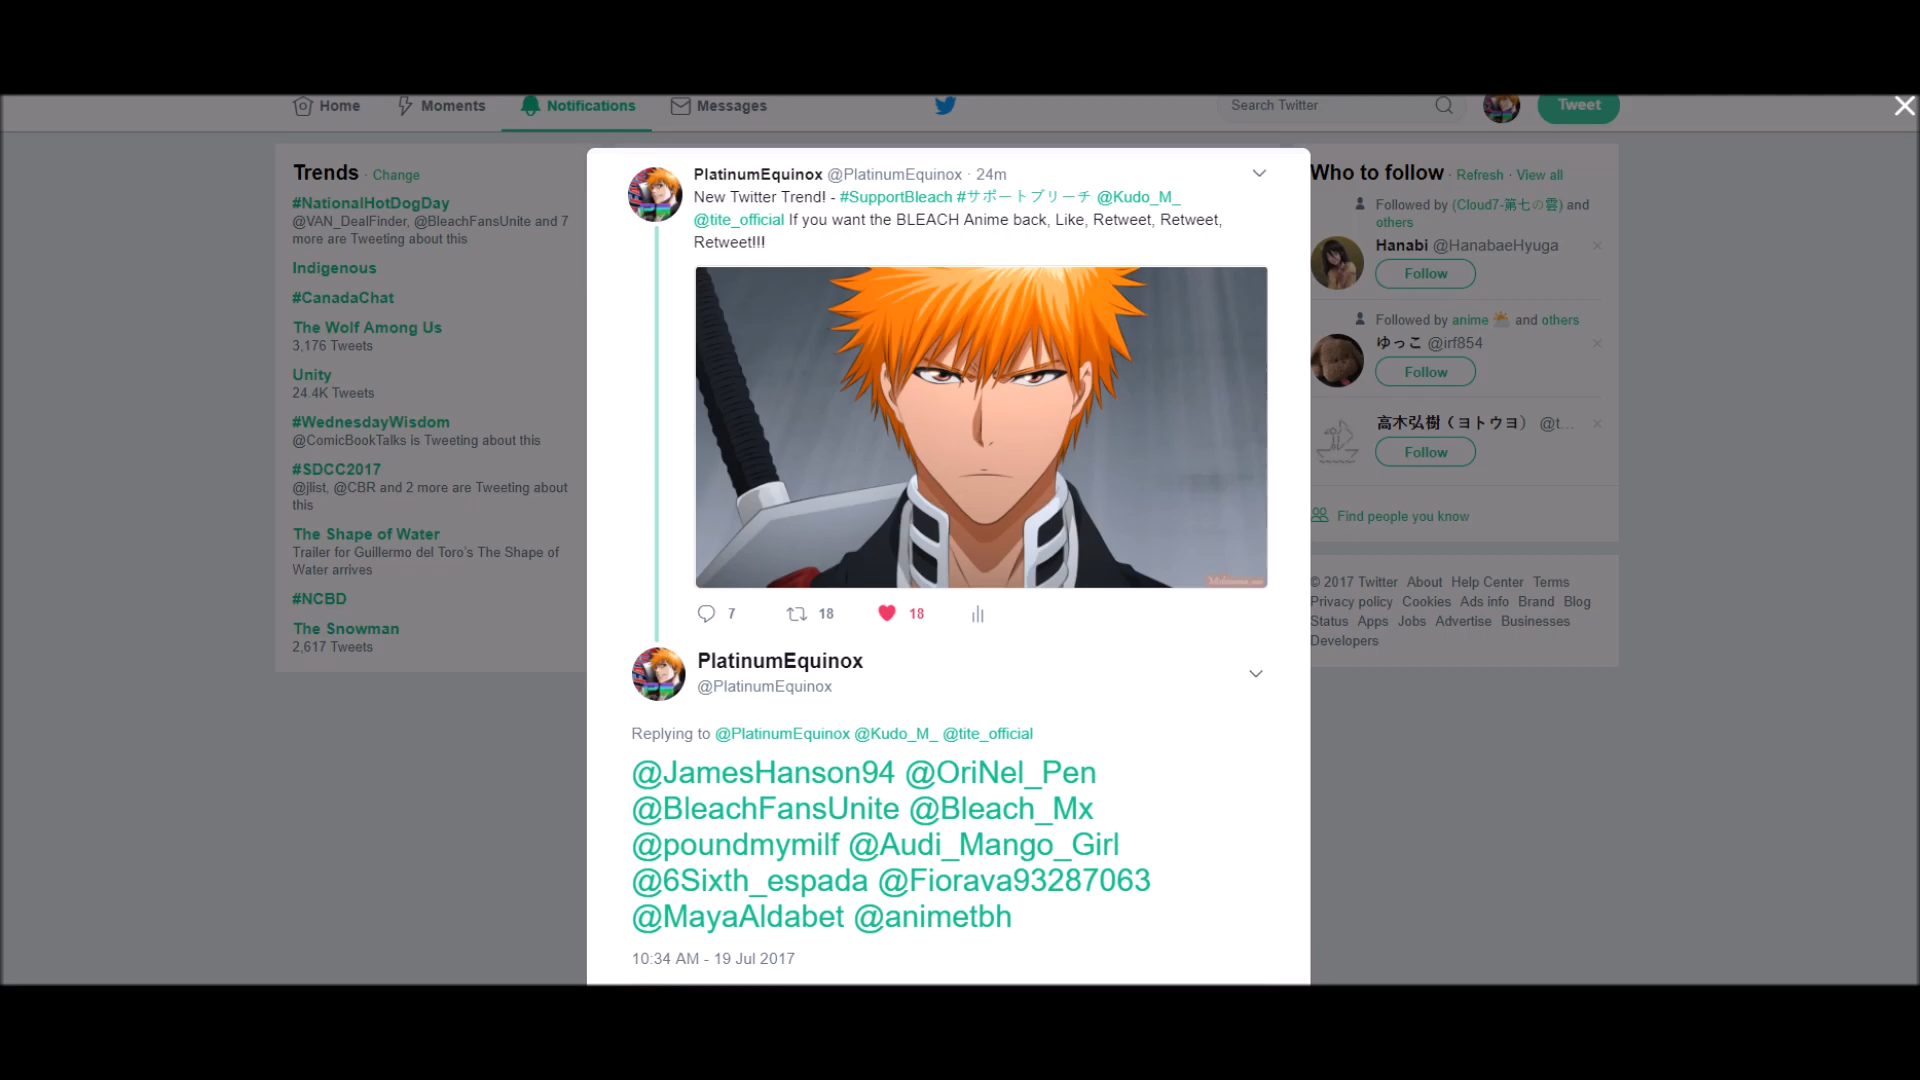 Home
Moments
Notifications
Messages
Search Twitter
Tweet
Trends · Change
#NationalHotDogDay
@VAN_DealFinder, @BleachFansUnite and 7
more are Tweeting about this
Indigenous
#CanadaChat
The Wolf Among Us
3,176 Tweets
Unity
24.4K Tweets
#WednesdayWisdom
@ComicBookTalks is Tweeting about this
#SDCC2017
@jlist, @CBR and 2 more are Tweeting about
this
The Shape of Water
Trailer for Guillermo del Toro's The Shape of
Water arrives
#NCBD
The Snowman
2,617 Tweets
PlatinumEquinox @PlatinumEquinox · 24m
New Twitter Trend! - #SupportBleach #サポートブリーチ @Kudo_M_
@tite_official If you want the BLEACH Anime back, Like, Retweet, Retweet,
Retweet!!!
7
18
18
PlatinumEquinox
@PlatinumEquinox
Replying to @PlatinumEquinox @Kudo_M_ @tite_official
@JamesHanson94 @OriNel_Pen
@BleachFansUnite @Bleach_Mx
@poundmymilf @Audi_Mango_Girl
@6Sixth_espada @Fiorava93287063
@MayaAldabet @animetbh
10:34 AM - 19 Jul 2017
Who to follow · Refresh · View all
Followed by (Cloud7-第七の雲) and
others
Hanabi @HanabaeHyuga
Follow
Followed by anime and others
ゆっこ @irf854
Follow
高木弘樹（ヨトウヨ） @t...
Follow
Find people you know
© 2017 Twitter About Help Center Terms
Privacy policy Cookies Ads info Brand Blog
Status Apps Jobs Advertise Businesses
Developers